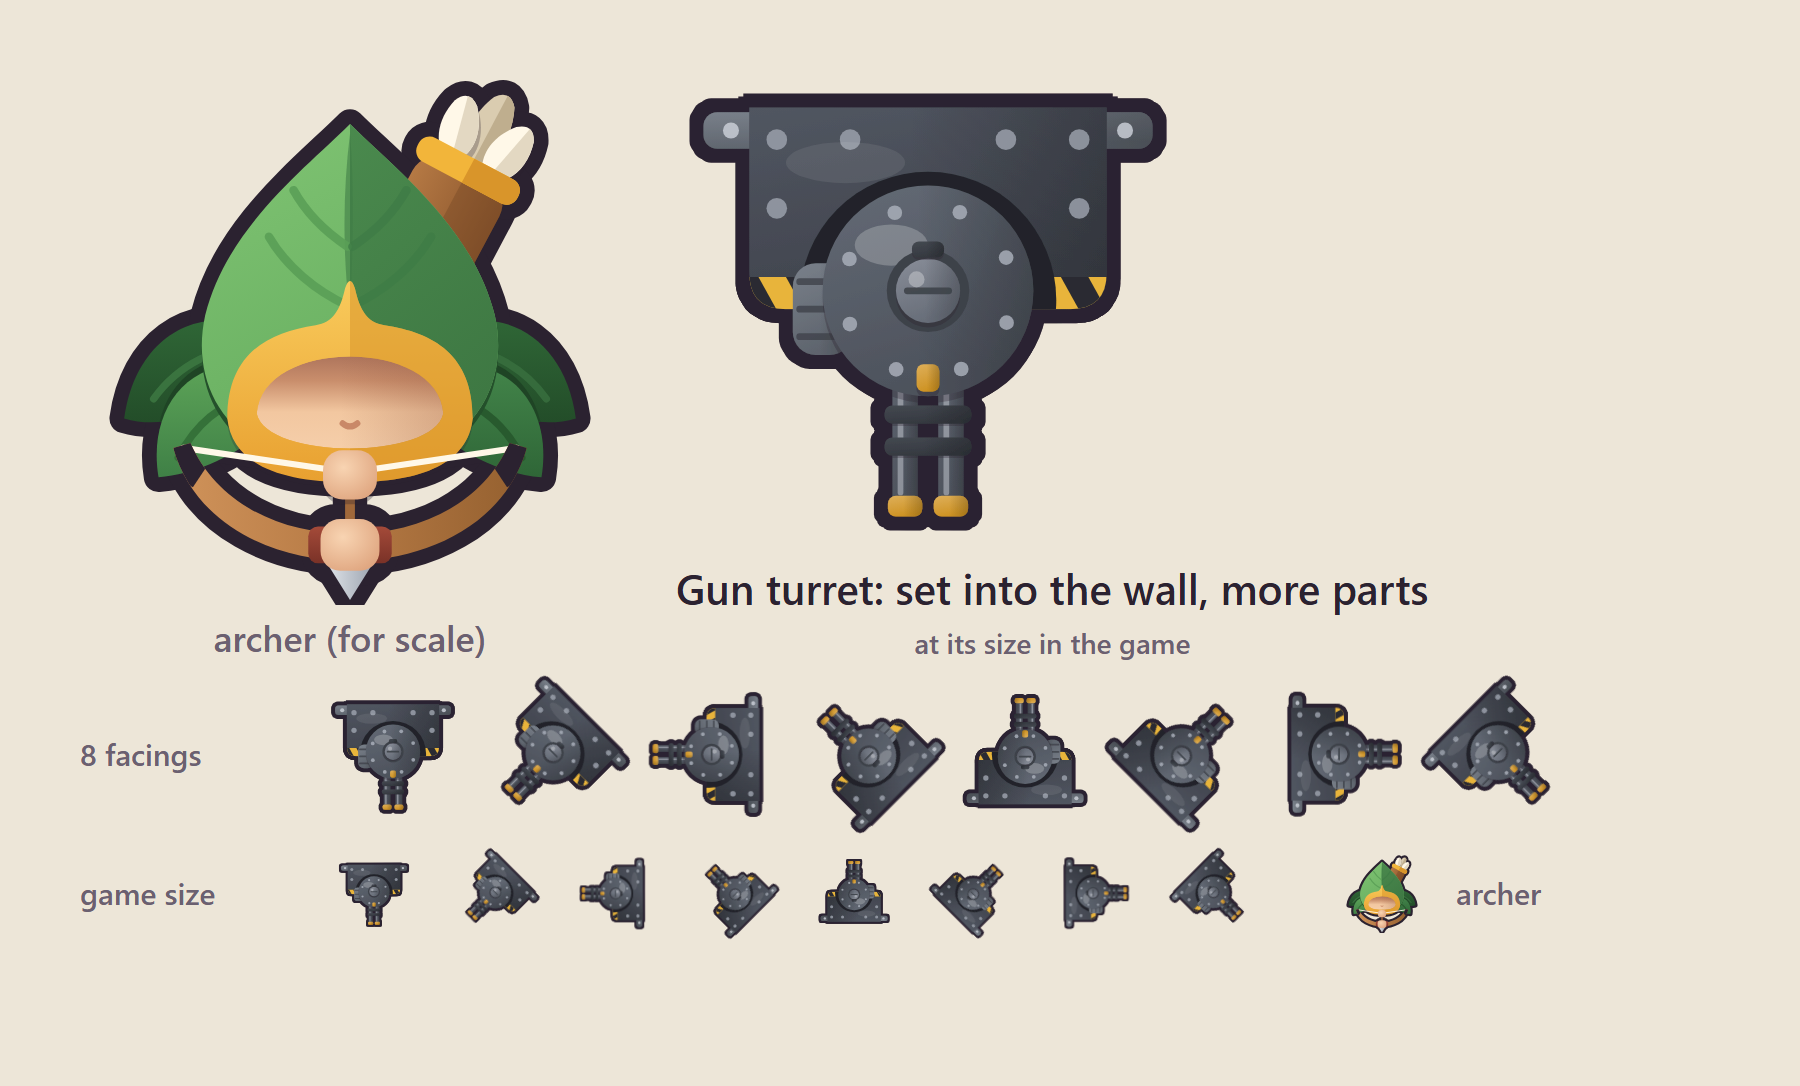 Gun turret: set into the wall, more parts
archer (for scale)
at its size in the game
8 facings
game size
archer